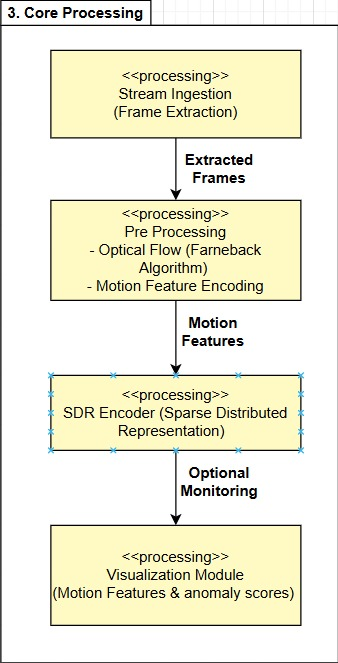 3. Core Processing
<<processing>>
Stream Ingestion
(Frame Extraction)
Extracted
Frames
<<processing>>
Pre Processing
- Optical Flow (Farneback
Algorithm)
- Motion Feature Encoding
Motion
Features
<<processing>>
SDR Encoder (Sparse Distributed
Representation)
Optional
Monitoring
<<processing>>
Visualization Module
(Motion Features & anomaly scores)